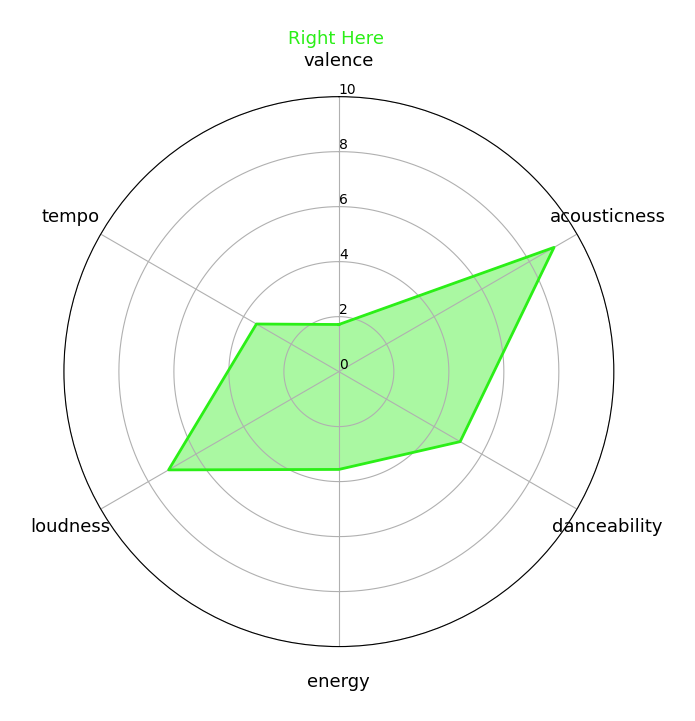 Right Here
valence
10
8
tempo
acousticness
6
4
2
0
loudness
danceability
energy